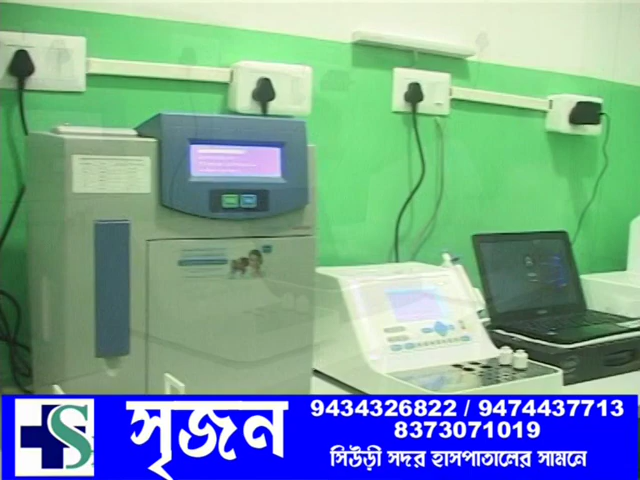 S
সৃজন
9434326822 / 9474437713
8373071019
সিউড়ী সদর হাসপাতালের সামনে